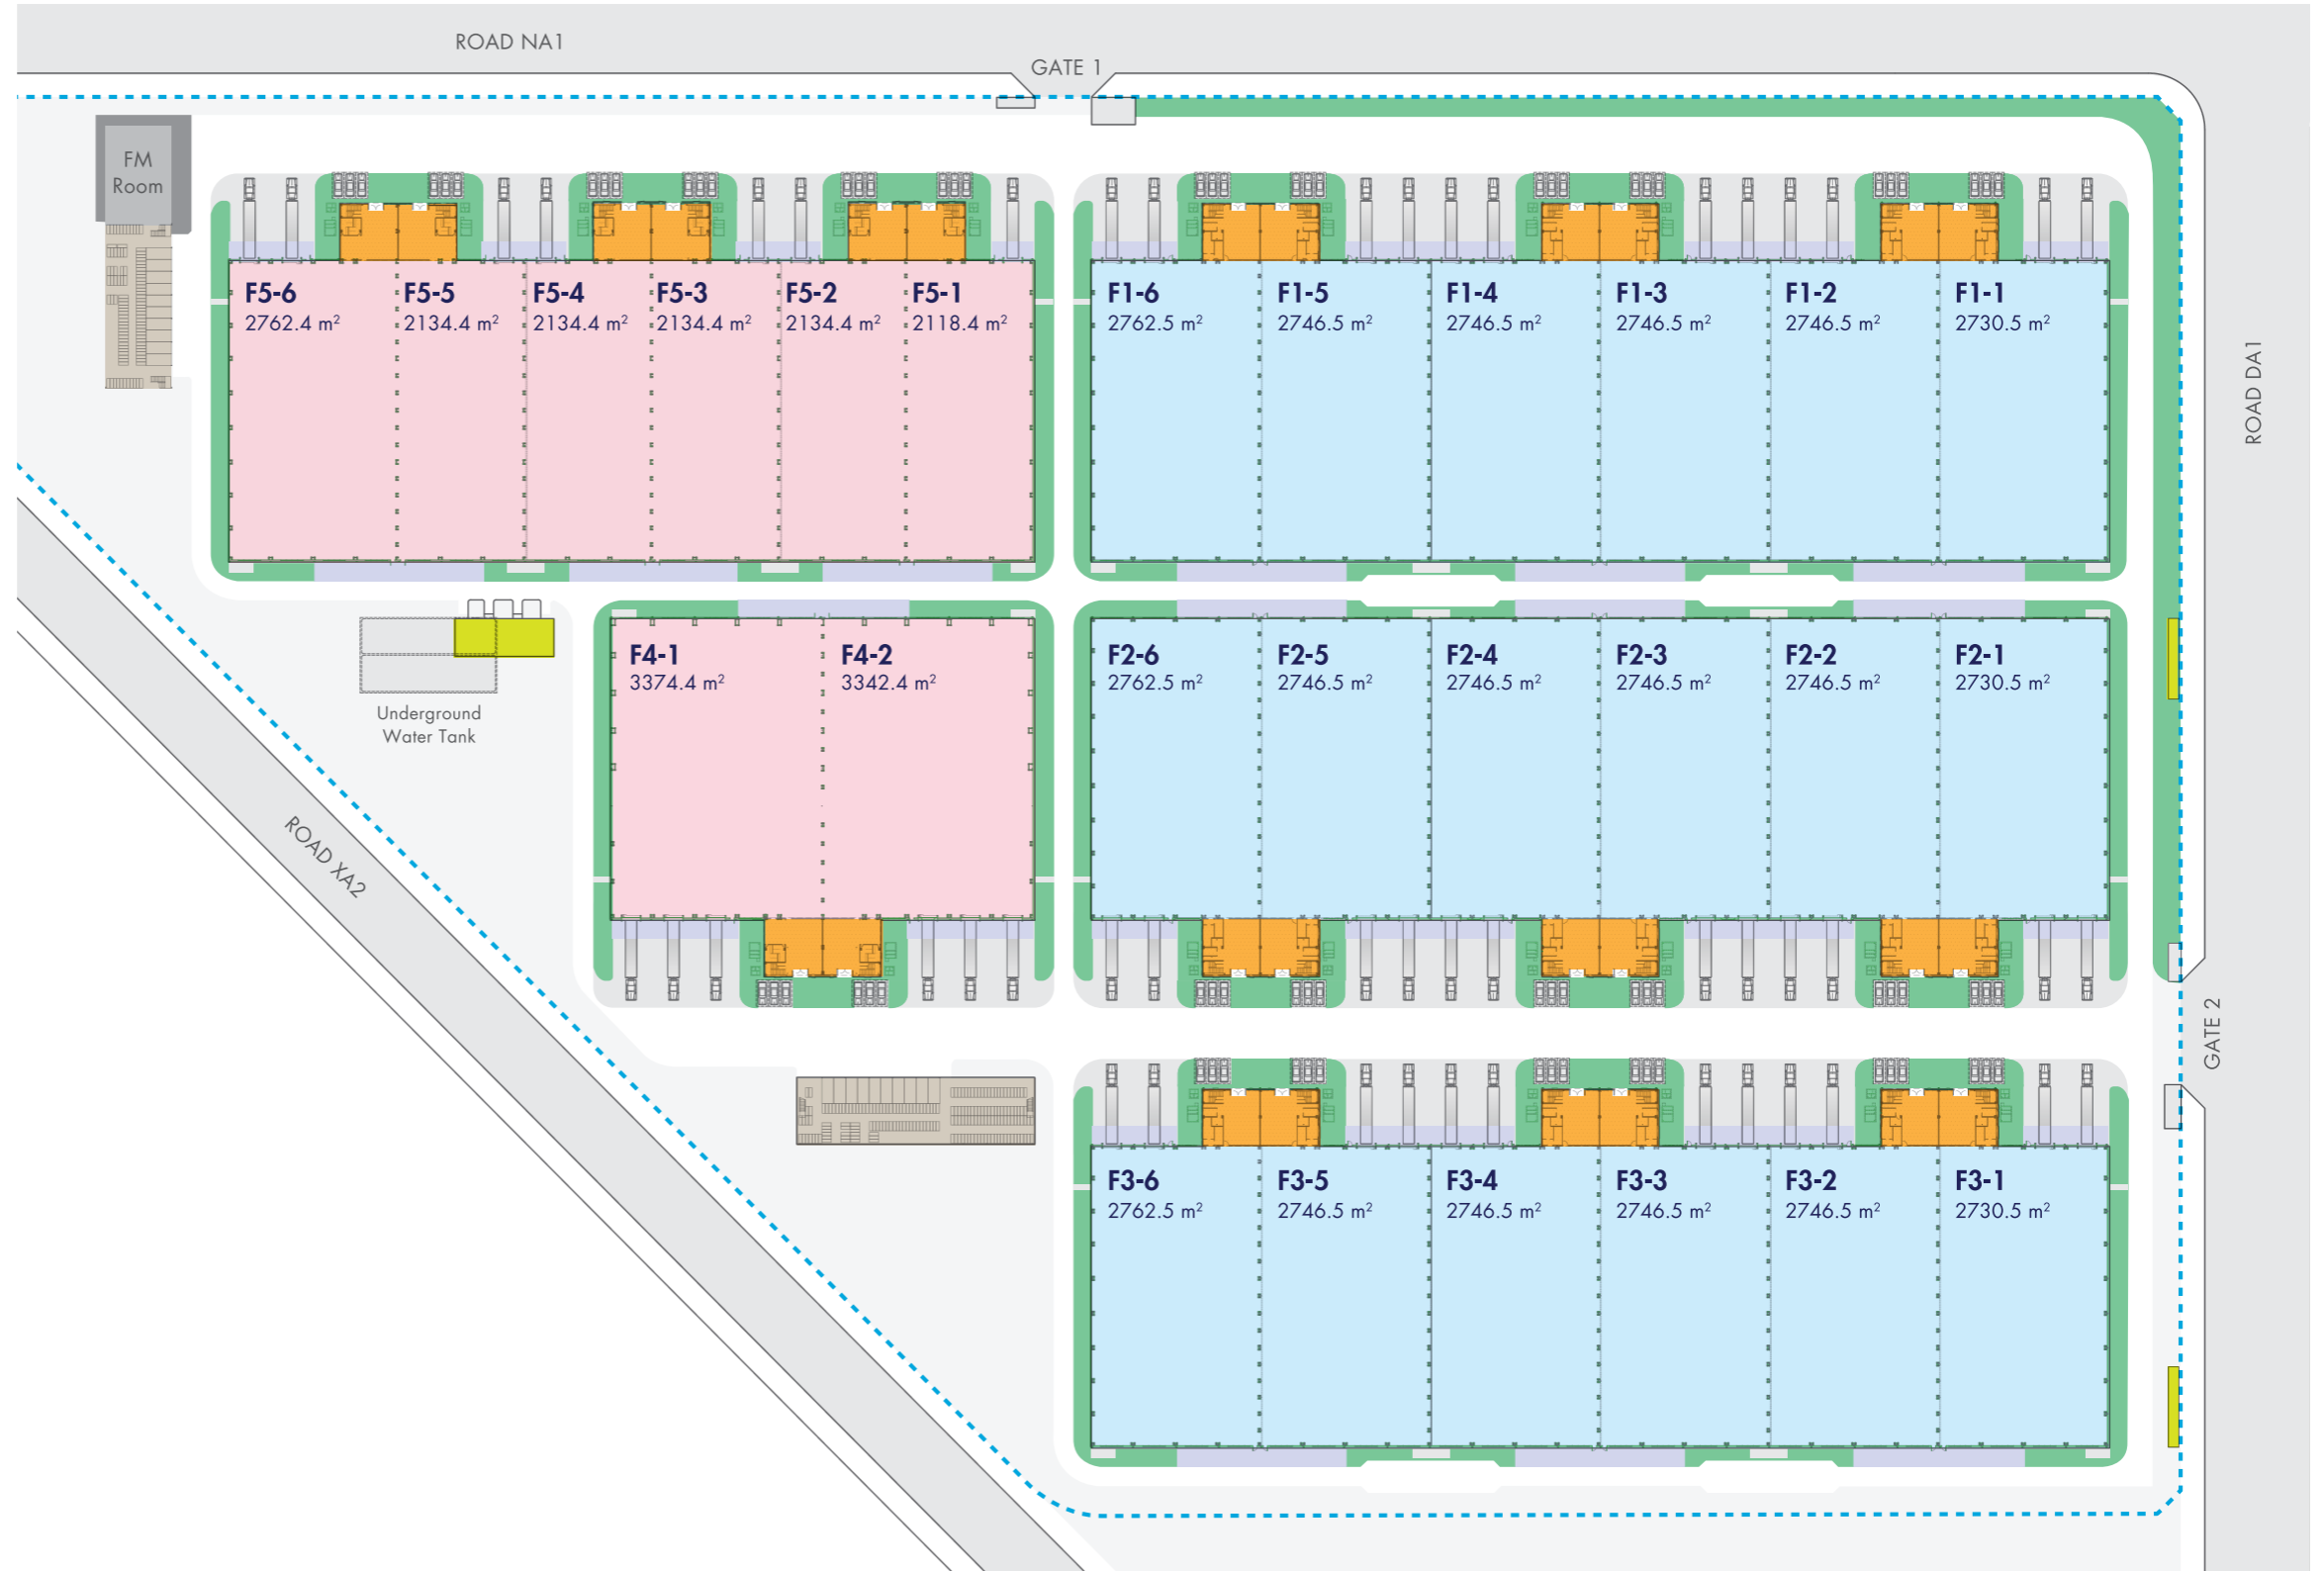 ROAD NA1
GATE 1
FM
Room
F5-6
2762.4 m²
F5-5
2134.4 m²
F5-4
2134.4 m²
F5-3
2134.4 m²
F5-2
2134.4 m²
F5-1
2118.4 m²
F1-6
2762.5 m²
F1-5
2746.5 m²
F1-4
2746.5 m²
F1-3
2746.5 m²
F1-2
2746.5 m²
F1-1
2730.5 m²
ROAD DA1
F4-1
3374.4 m²
F4-2
3342.4 m²
F2-6
2762.5 m²
F2-5
2746.5 m²
F2-4
2746.5 m²
F2-3
2746.5 m²
F2-2
2746.5 m²
F2-1
2730.5 m²
Underground
Water Tank
ROAD XA2
GATE 2
F3-6
2762.5 m²
F3-5
2746.5 m²
F3-4
2746.5 m²
F3-3
2746.5 m²
F3-2
2746.5 m²
F3-1
2730.5 m²